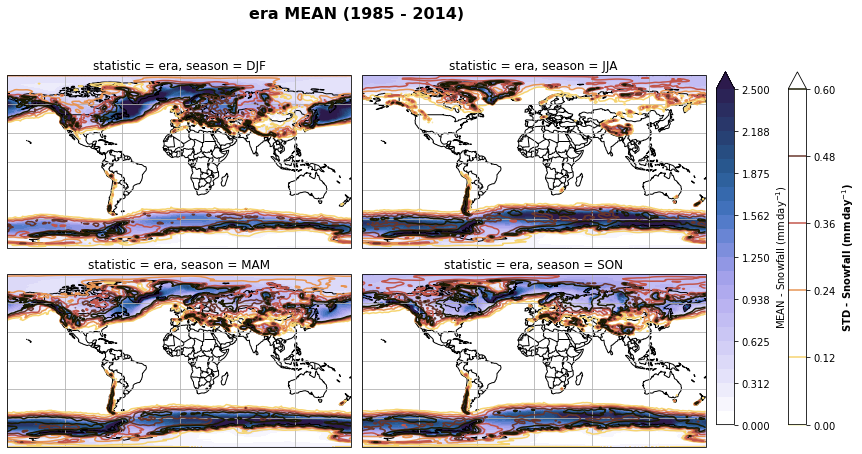 era MEAN (1985 - 2014)
statistic = era, season = DJF
statistic = era, season = JJA
statistic = era, season = MAM
statistic = era, season = SON
2.500
2.188
1.875
1.562
1.250
0.938
0.625
0.312
0.000
MEAN - Snowfall (mm day⁻¹)
0.60
0.48
0.36
0.24
0.12
0.00
STD - Snowfall (mm day⁻¹)